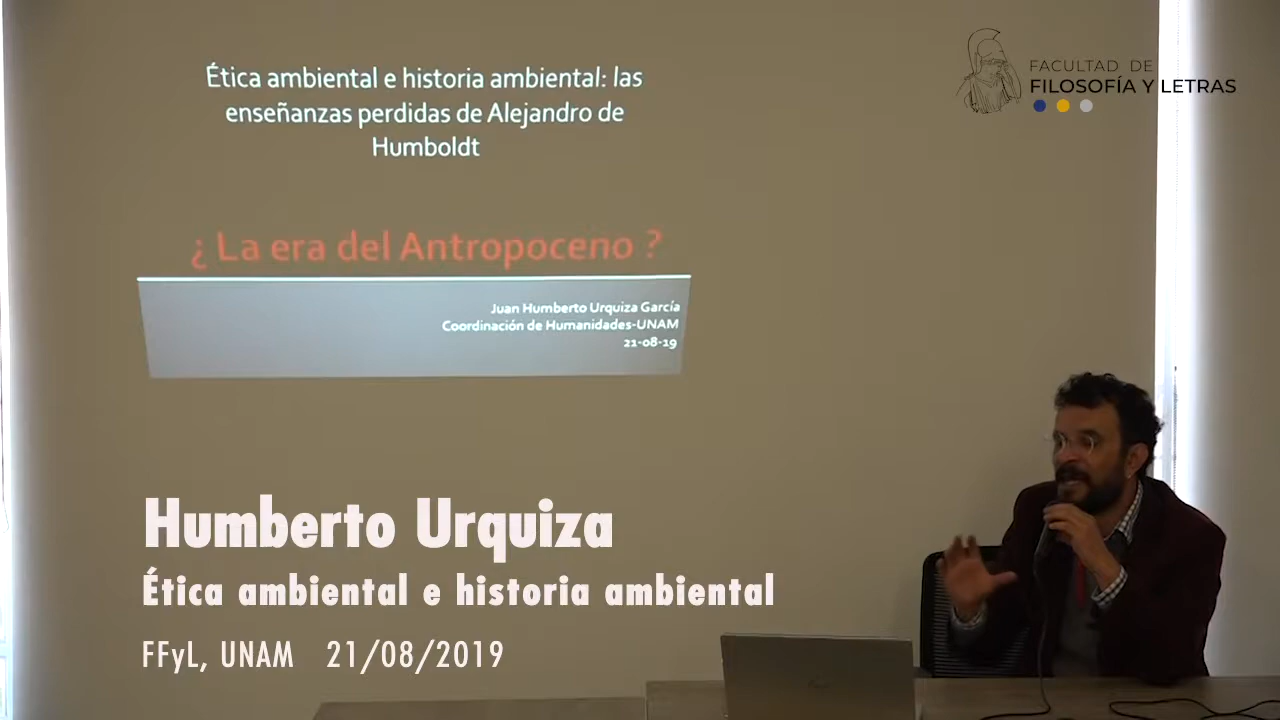 Ética ambiental e historia ambiental: las
enseñanzas perdidas de Alejandro de
Humboldt
¿ La era del Antropoceno ?
Juan Humberto Urquiza García
Coordinación de Humanidades-UNAM
21-08-19
FACULTAD DE
FILOSOFÍA Y LETRAS
Humberto Urquiza
Ética ambiental e historia ambiental
FFyL, UNAM 21/08/2019